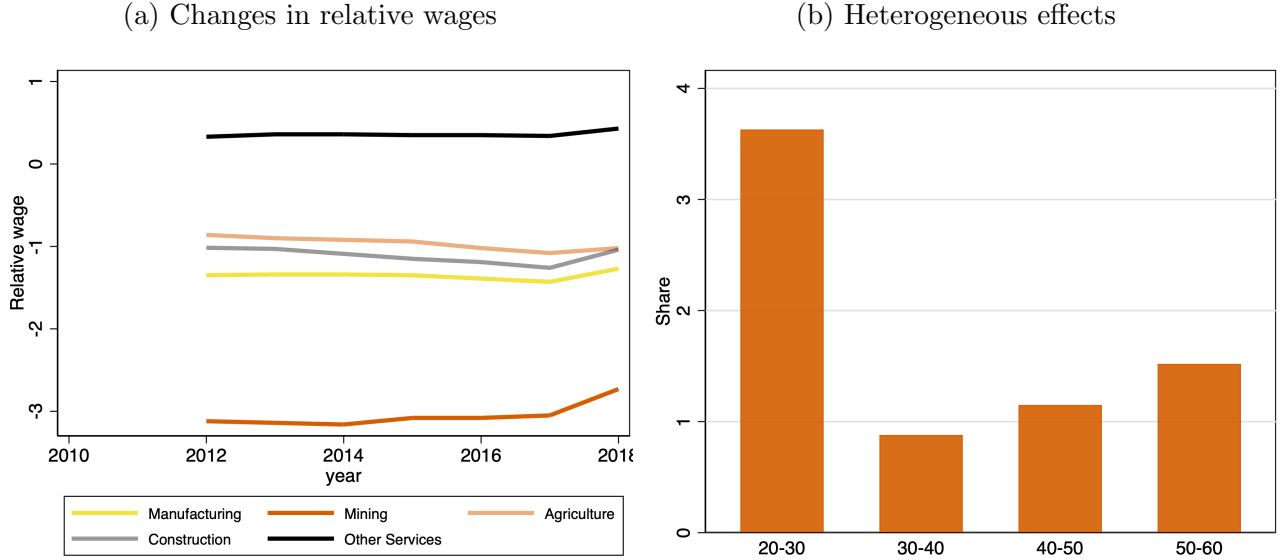 (a) Changes in relative wages
1
0
-1
-2
-3
Relative wage
2010 2012 2014 2016 2018
year
Manufacturing Mining Agriculture
Construction Other Services
(b) Heterogeneous effects
4
3
2
1
0
Share
20-30 30-40 40-50 50-60